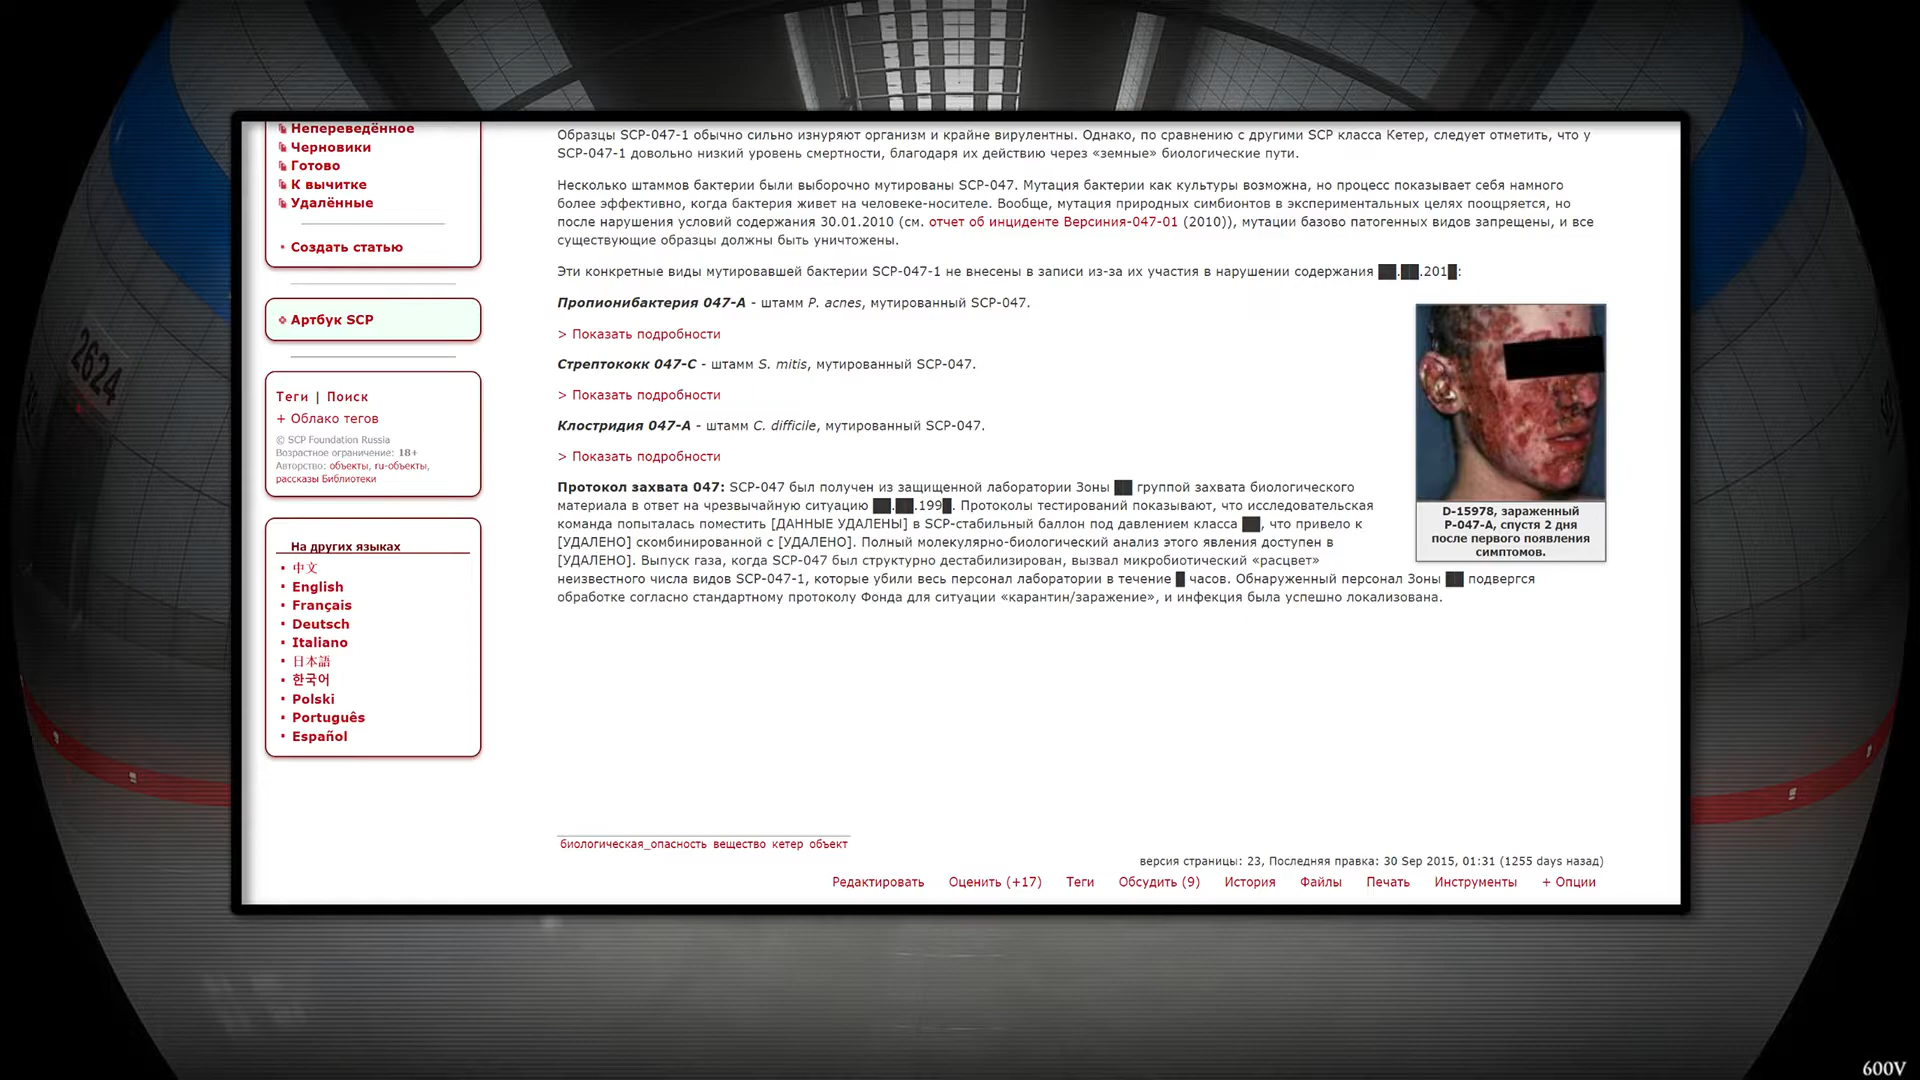 Непереведённое
Черновики
Готово
К вычитке
Удалённые
Создать статью
Артбук SCP
Теги | Поиск
+ Облако тегов
© SCP Foundation Russia
Возрастное ограничение: 18+
Авторство: объекты, ru-объекты,
рассказы Библиотеки
На других языках
中文
English
Français
Deutsch
Italiano
日本語
한국어
Polski
Português
Español
Образцы SCP-047-1 обычно сильно изнуряют организм и крайне вирулентны. Однако, по сравнению с другими SCP класса Кетер, следует отметить, что у
SCP-047-1 довольно низкий уровень смертности, благодаря их действию через «земные» биологические пути.
Несколько штаммов бактерии были выборочно мутированы SCP-047. Мутация бактерии как культуры возможна, но процесс показывает себя намного
более эффективно, когда бактерия живет на человеке-носителе. Вообще, мутация природных симбионтов в экспериментальных целях поощряется, но
после нарушения условий содержания 30.01.2010 (см. отчет об инциденте Версиния-047-01 (2010)), мутации базово патогенных видов запрещены, и все
существующие образцы должны быть уничтожены.
Эти конкретные виды мутировавшей бактерии SCP-047-1 не внесены в записи из-за их участия в нарушении содержания ██.██.201█:
Пропионибактерия 047-A - штамм P. acnes, мутированный SCP-047.
> Показать подробности
Стрептококк 047-C - штамм S. mitis, мутированный SCP-047.
> Показать подробности
Клостридия 047-A - штамм C. difficile, мутированный SCP-047.
> Показать подробности
Протокол захвата 047: SCP-047 был получен из защищенной лаборатории Зоны ██ группой захвата биологического
материала в ответ на чрезвычайную ситуацию ██.██.199█. Протоколы тестирований показывают, что исследовательская
команда попыталась поместить [ДАННЫЕ УДАЛЕНЫ] в SCP-стабильный баллон под давлением класса ██, что привело к
[УДАЛЕНО] скомбинированной с [УДАЛЕНО]. Полный молекулярно-биологический анализ этого явления доступен в
[УДАЛЕНО]. Выпуск газа, когда SCP-047 был структурно дестабилизирован, вызвал микробиотический «расцвет»
неизвестного числа видов SCP-047-1, которые убили весь персонал лаборатории в течение █ часов. Обнаруженный персонал Зоны ██ подвергся
обработке согласно стандартному протоколу Фонда для ситуации «карантин/заражение», и инфекция была успешно локализована.
D-15978, зараженный
P-047-A, спустя 2 дня
после первого появления
симптомов.
биологическая_опасность вещество кетер объект
версия страницы: 23, Последняя правка: 30 Sep 2015, 01:31 (1255 days назад)
Редактировать Оценить (+17) Теги Обсудить (9) История Файлы Печать Инструменты + Опции
2624
600V